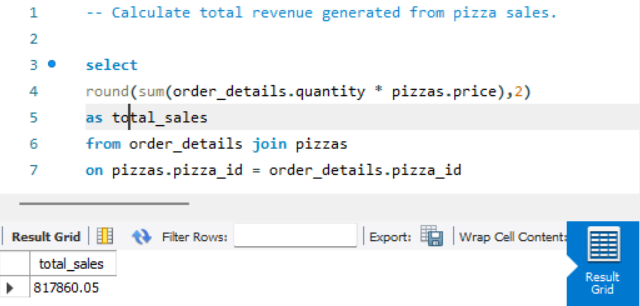 1 -- Calculate total revenue generated from pizza sales.
2
3 select
4 round(sum(order_details.quantity * pizzas.price),2)
5 as total_sales
6 from order_details join pizzas
7 on pizzas.pizza_id = order_details.pizza_id
Result Grid Filter Rows: Export: Wrap Cell Content:
total_sales
817860.05
Result
Grid